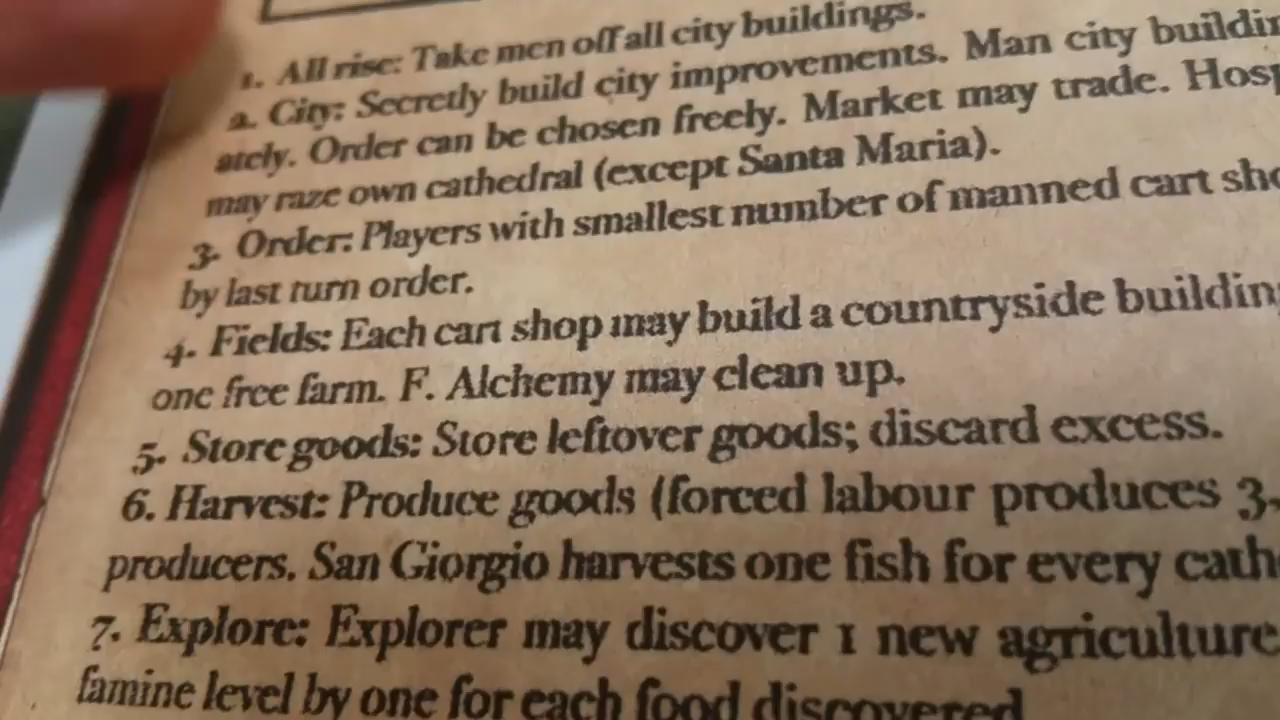 1. All rise: Take men off all city buildings.
2. City: Secretly build city improvements. Man city buildin
ately. Order can be chosen freely. Market may trade. Hosp
may raze own cathedral (except Santa Maria).
3. Order: Players with smallest number of manned cart sho
by last turn order.
4. Fields: Each cart shop may build a countryside building
one free farm. F. Alchemy may clean up.
5. Store goods: Store leftover goods; discard excess.
6. Harvest: Produce goods (forced labour produces 3.
producers. San Giorgio harvests one fish for every cath
7. Explore: Explorer may discover 1 new agriculture
famine level by one for each food discovered